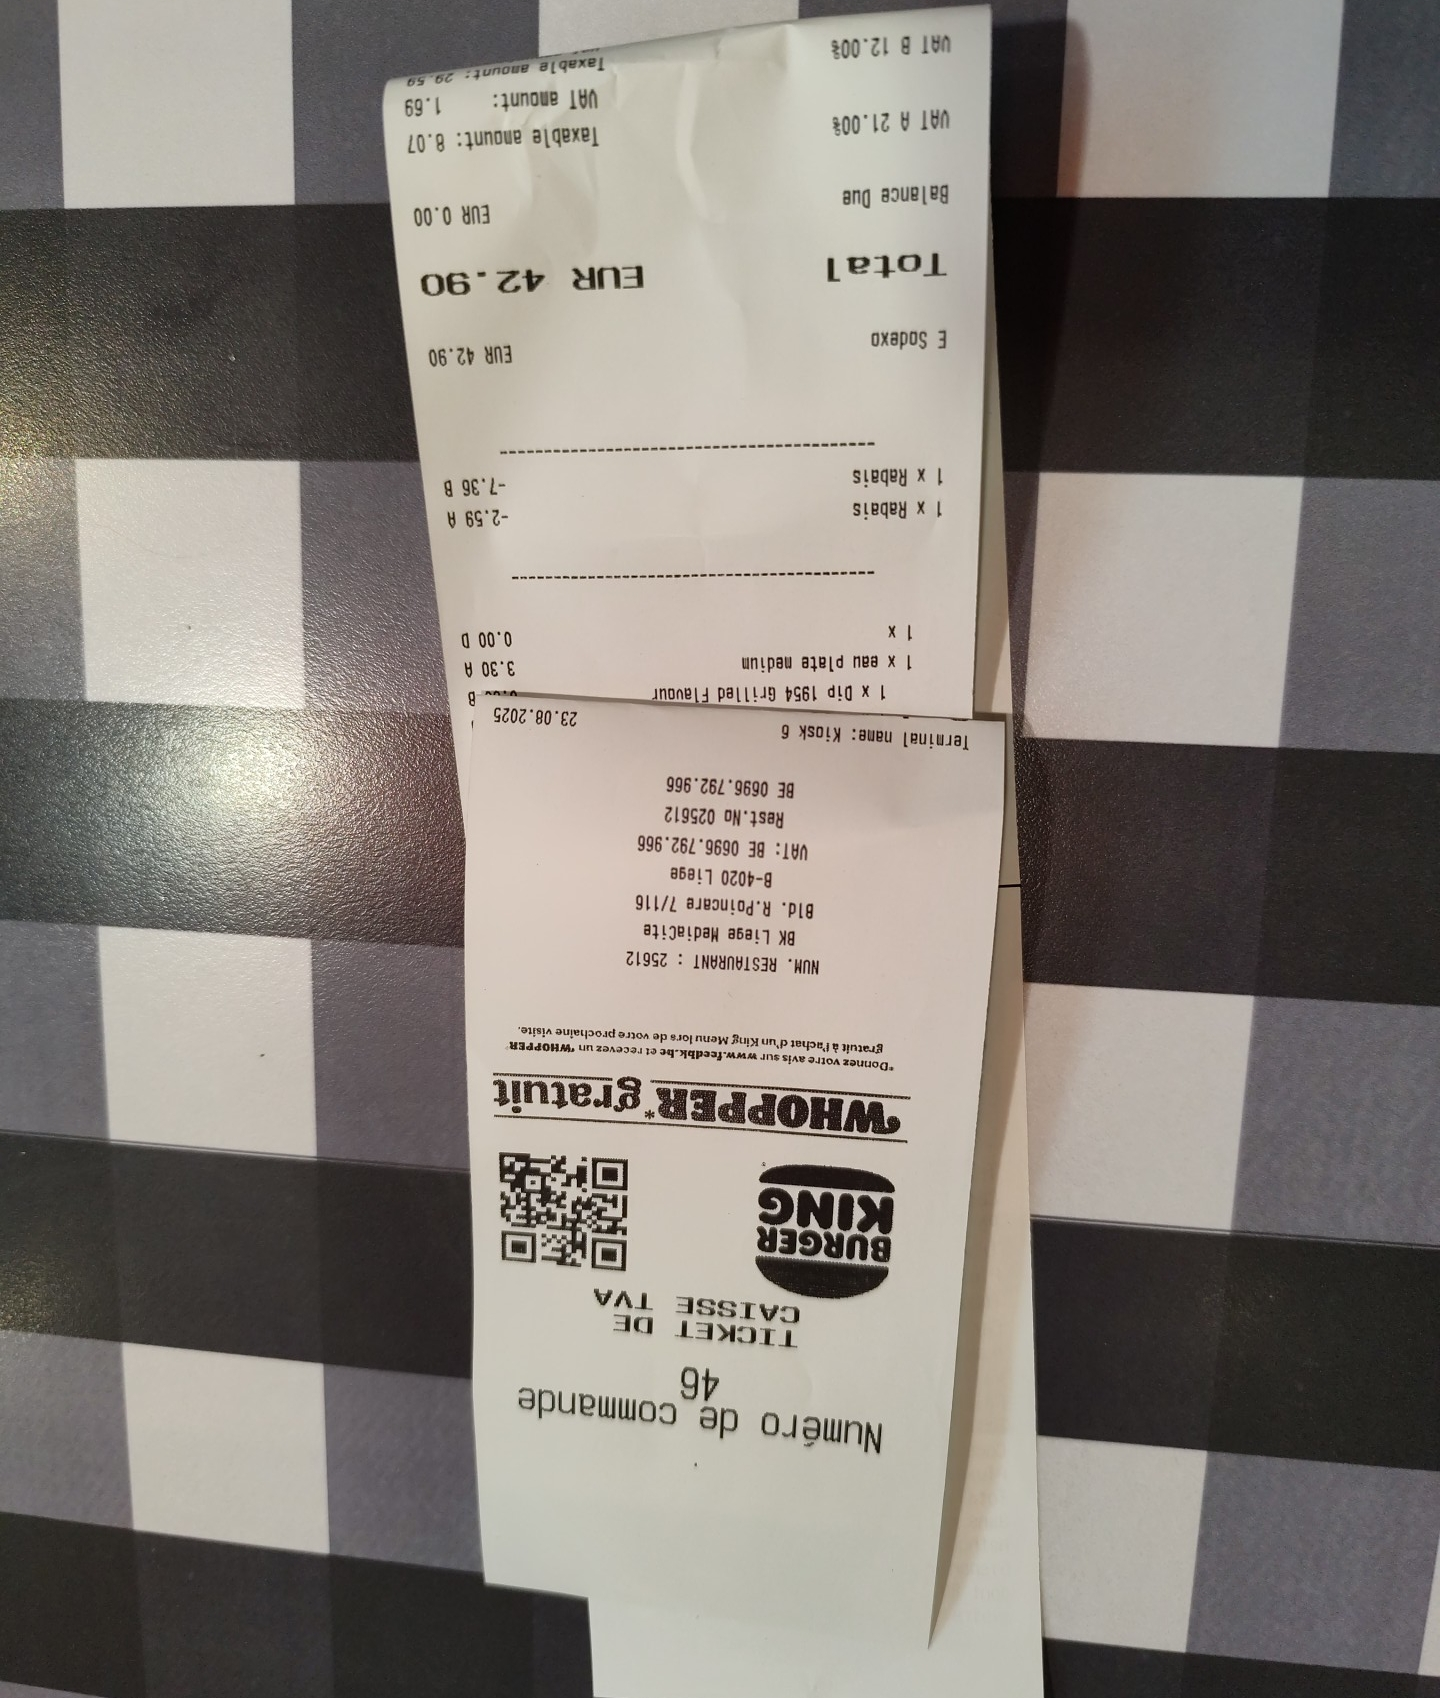 Numéro de commande
46
TICKET DE
CAISSE TVA
BURGER
KING
WHOPPER*gratuit
*Donnez votre avis sur www.feedbk.be et recevez un WHOPPER
gratuit à l'achat d'un King Menu lors de votre prochaine visite.
NUM. RESTAURANT : 25612
BK Liege MediaCite
Bld. R.Poincare 7/116
B-4020 Liege
VAT: BE 0696.792.966
Rest.No 025612
BE 0696.792.966
Terminal name: Kiosk 6 23.08.2025
1 x Dip 1954 Grilled Flavour B
1 x eau plate medium 3.30 A
1 x 0.00 D
1 x Rabais -2.59 A
1 x Rabais -7.36 B
E Sodexo EUR 42.90
Total EUR 42.90
Balance Due EUR 0.00
VAT A 21.00% Taxable amount: 8.07
VAT amount: 1.69
VAT B 12.00% Taxable amount: 29.59